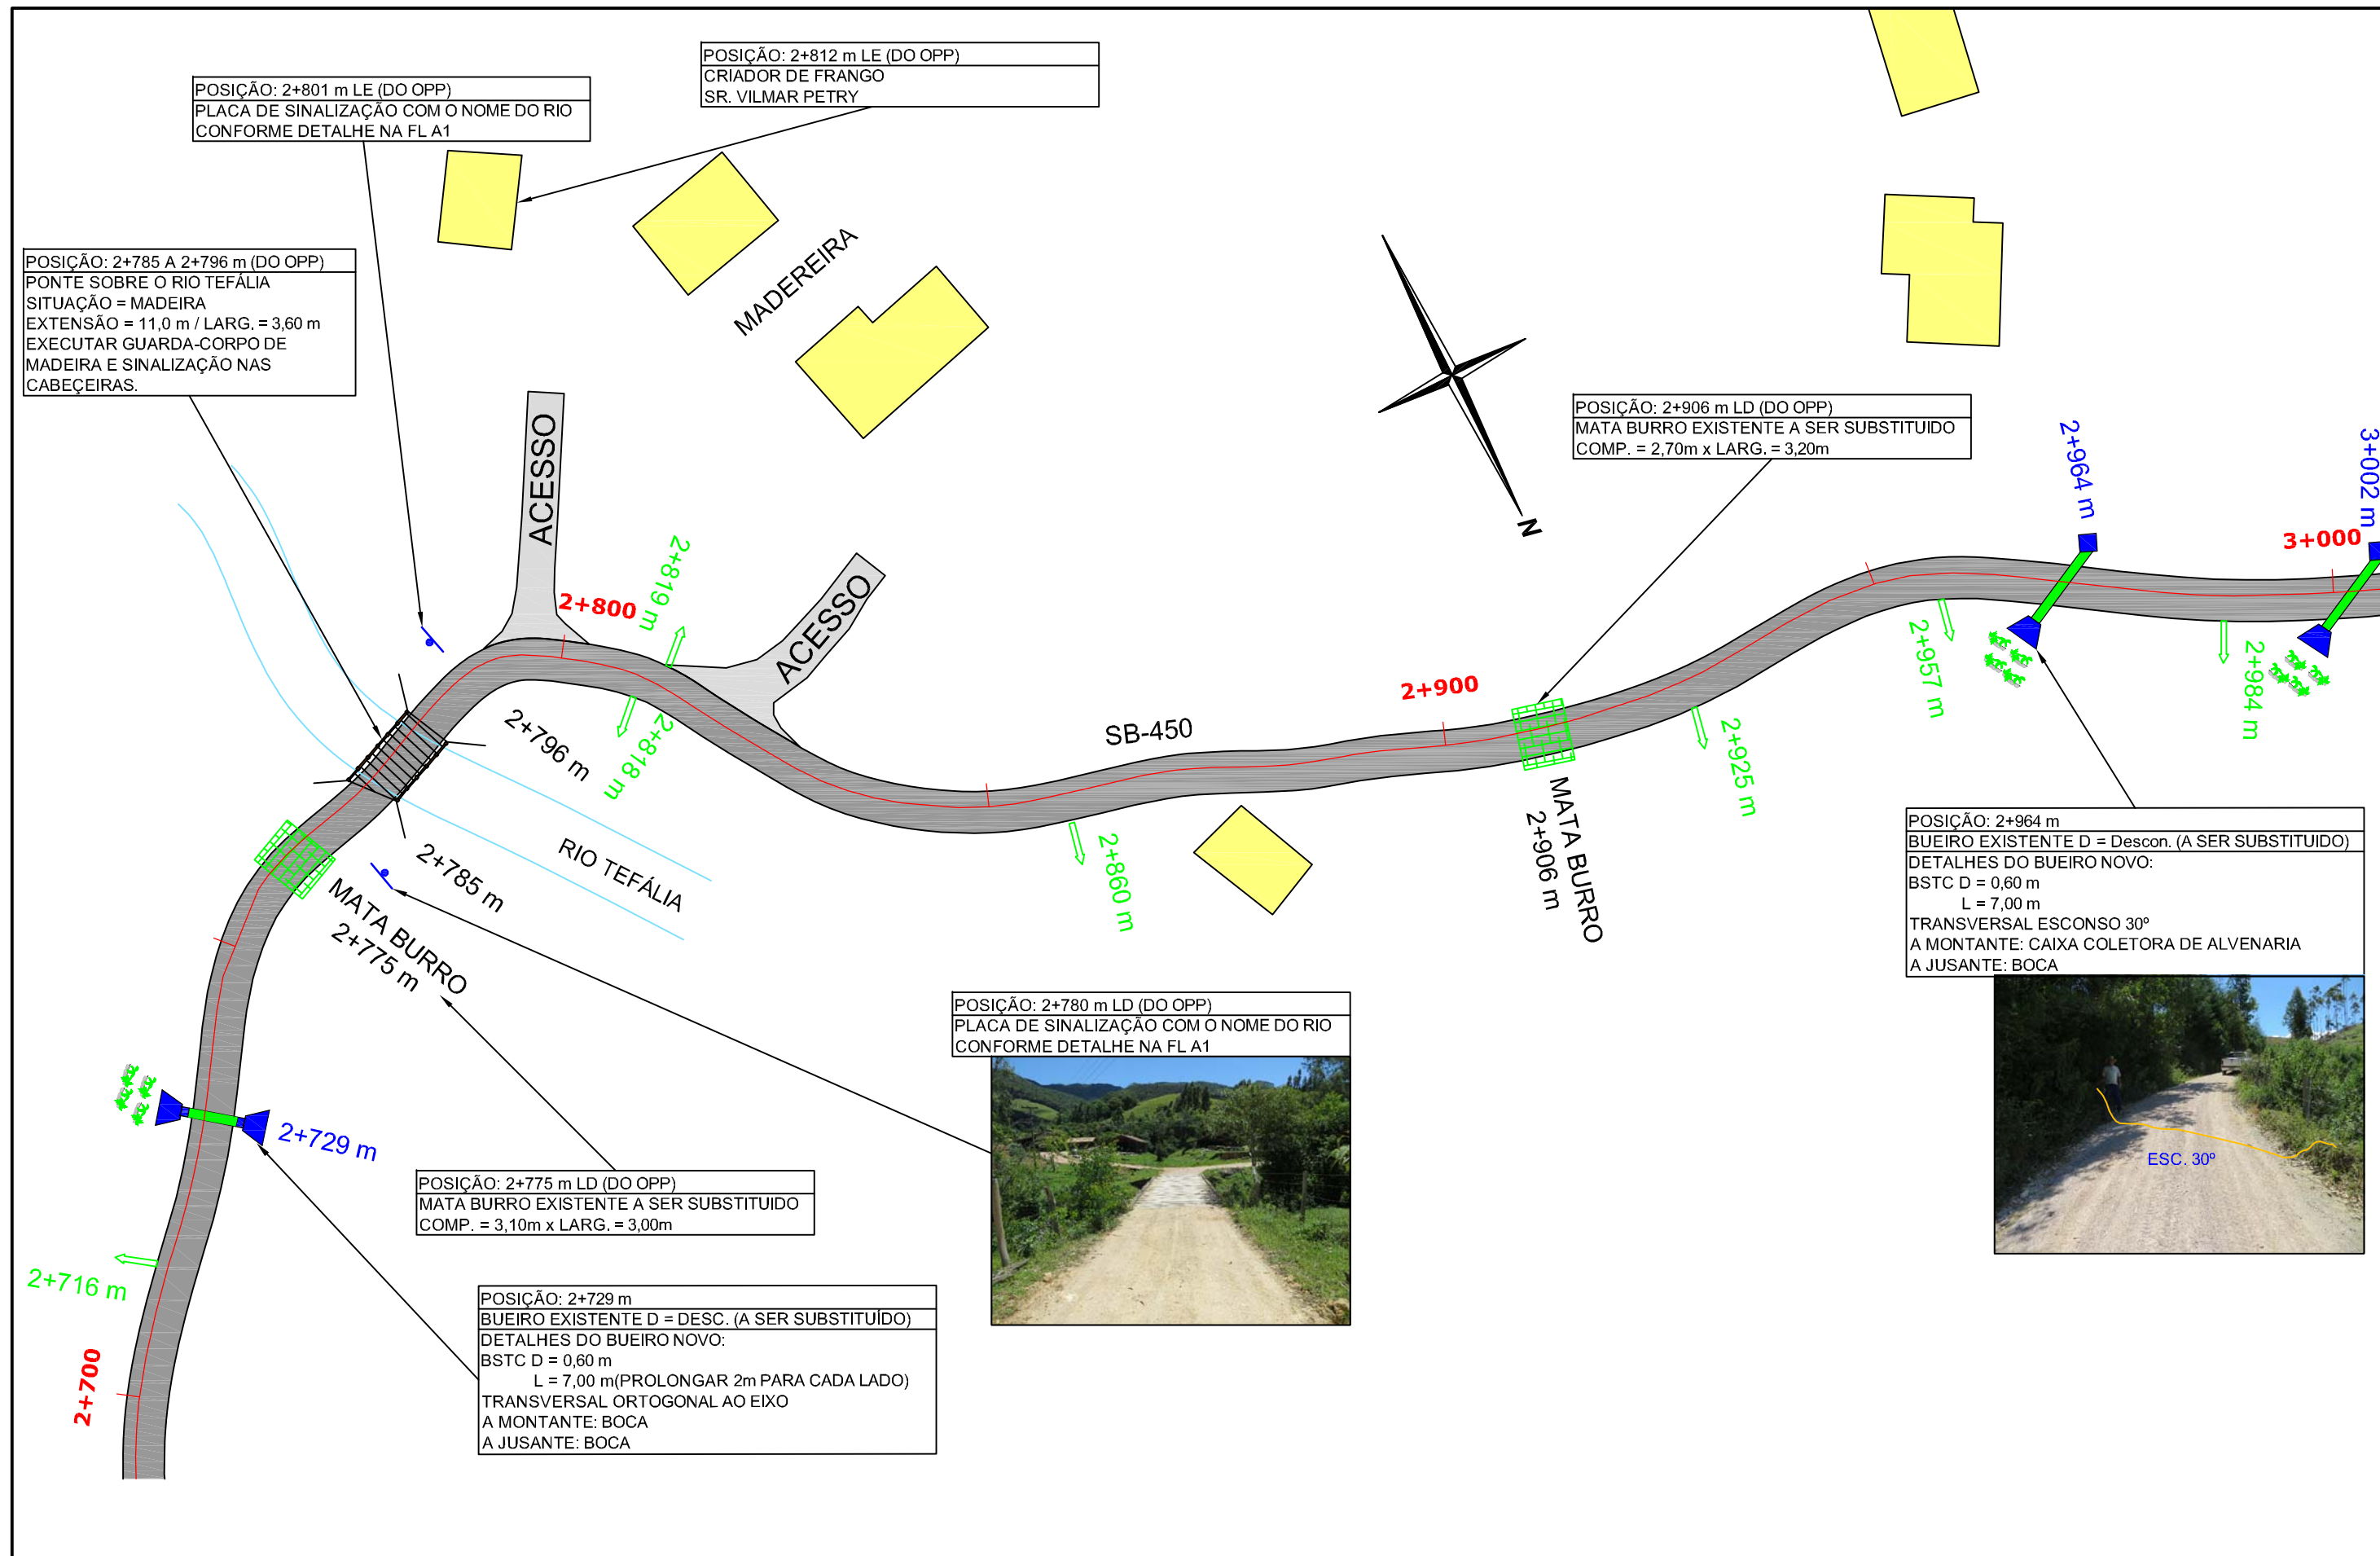 POSIÇÃO: 2+812 m LE (DO OPP)
CRIADOR DE FRANGO
SR. VILMAR PETRY
POSIÇÃO: 2+801 m LE (DO OPP)
PLACA DE SINALIZAÇÃO COM O NOME DO RIO
CONFORME DETALHE NA FL A1
POSIÇÃO: 2+785 A 2+796 m (DO OPP)
PONTE SOBRE O RIO TEFÁLIA
SITUAÇÃO = MADEIRA
EXTENSÃO = 11,0 m / LARG. = 3,60 m
EXECUTAR GUARDA-CORPO DE
MADEIRA E SINALIZAÇÃO NAS
CABEÇEIRAS.
MADEREIRA
ACESSO
ACESSO
N
POSIÇÃO: 2+906 m LD (DO OPP)
MATA BURRO EXISTENTE A SER SUBSTITUIDO
COMP. = 2,70m x LARG. = 3,20m
2+964 m
3+002 m
3+000
2+800
2+819 m
2+818 m
2+796 m
2+785 m
RIO TEFÁLIA
MATA BURRO
2+775 m
SB-450
2+860 m
2+900
MATA BURRO
2+906 m
2+925 m
2+957 m
2+984 m
POSIÇÃO: 2+964 m
BUEIRO EXISTENTE D = Descon. (A SER SUBSTITUIDO)
DETALHES DO BUEIRO NOVO:
BSTC D = 0,60 m
L = 7,00 m
TRANSVERSAL ESCONSO 30º
A MONTANTE: CAIXA COLETORA DE ALVENARIA
A JUSANTE: BOCA
ESC. 30º
POSIÇÃO: 2+780 m LD (DO OPP)
PLACA DE SINALIZAÇÃO COM O NOME DO RIO
CONFORME DETALHE NA FL A1
2+729 m
POSIÇÃO: 2+775 m LD (DO OPP)
MATA BURRO EXISTENTE A SER SUBSTITUIDO
COMP. = 3,10m x LARG. = 3,00m
2+716 m
2+700
POSIÇÃO: 2+729 m
BUEIRO EXISTENTE D = DESC. (A SER SUBSTITUÍDO)
DETALHES DO BUEIRO NOVO:
BSTC D = 0,60 m
L = 7,00 m(PROLONGAR 2m PARA CADA LADO)
TRANSVERSAL ORTOGONAL AO EIXO
A MONTANTE: BOCA
A JUSANTE: BOCA